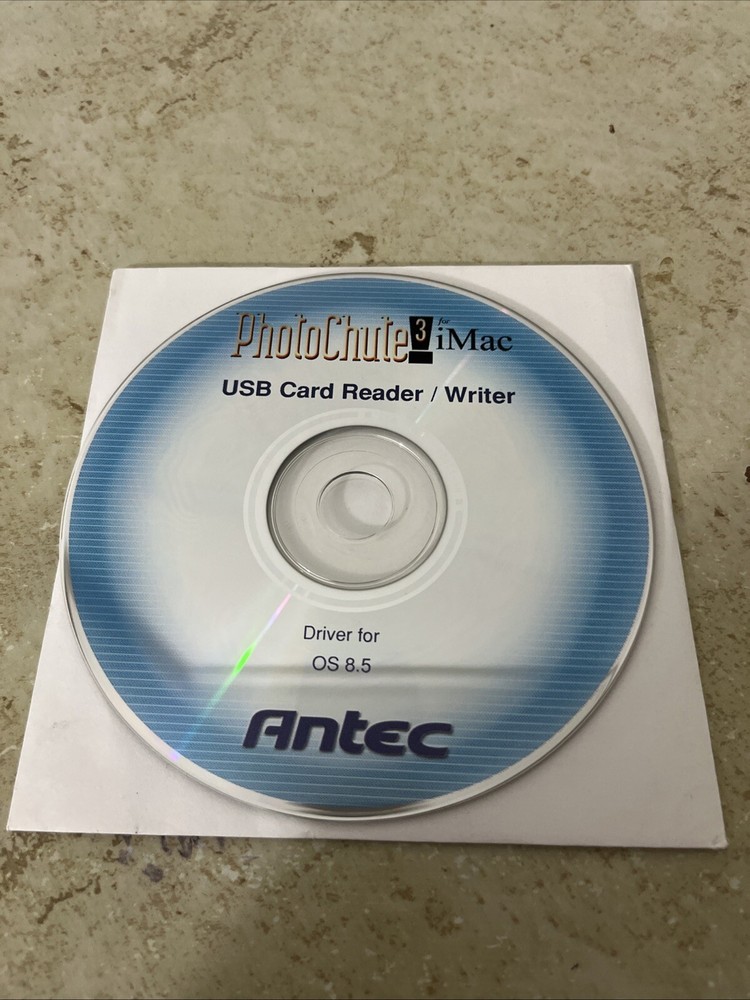 PhotoChute 3 for iMac
USB Card Reader / Writer
Driver for
OS 8.5
Antec